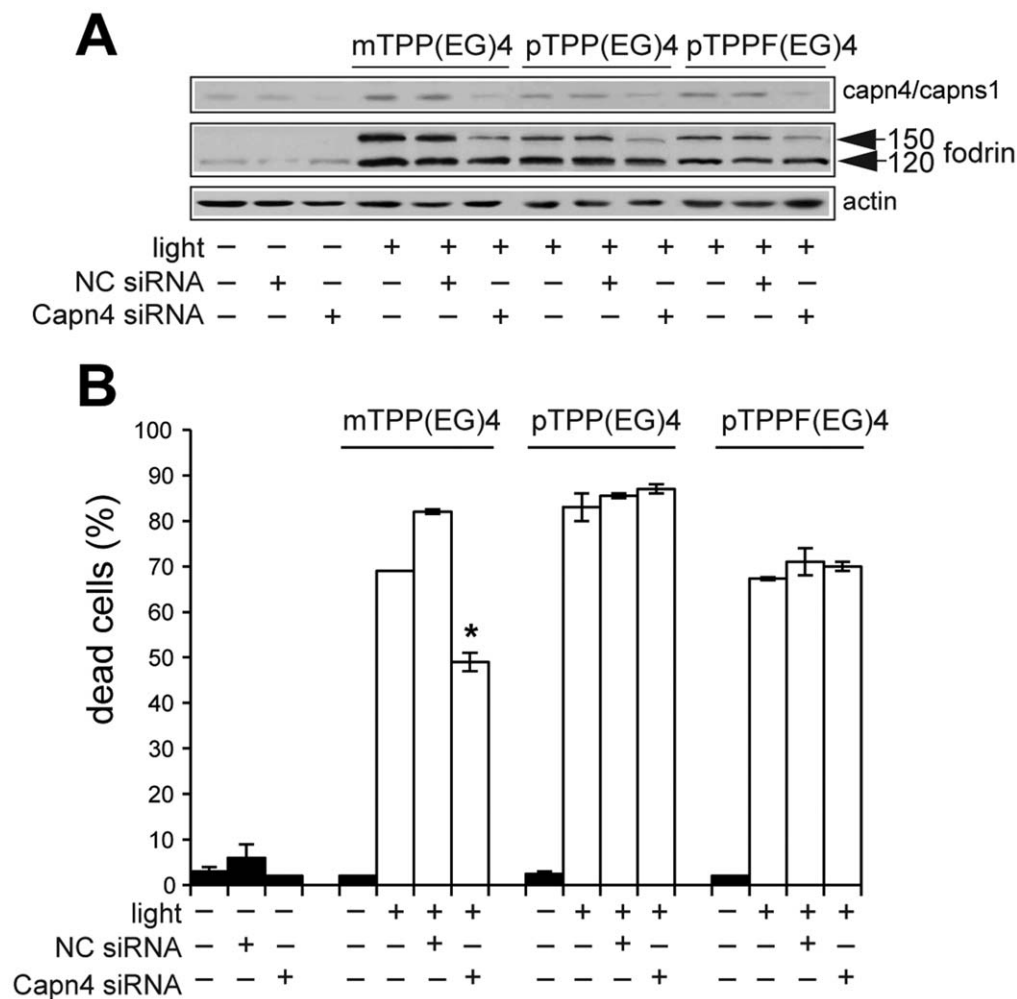 A
mTPP(EG)4 pTPP(EG)4 pTPPF(EG)4
capn4/capns1
150
120 fodrin
actin
light − − − + + + + + + + + +
NC siRNA − + − − + − − + − − + −
Capn4 siRNA − − + − − + − − + − − +
B
mTPP(EG)4 pTPP(EG)4 pTPPF(EG)4
dead cells (%)
100
90
80
70
60
50
40
30
20
10
0
*
light − − − − + + + − + + + − + + +
NC siRNA − + − − − + − − − + − − − + −
Capn4 siRNA − − + − − − + − − − + − − − +